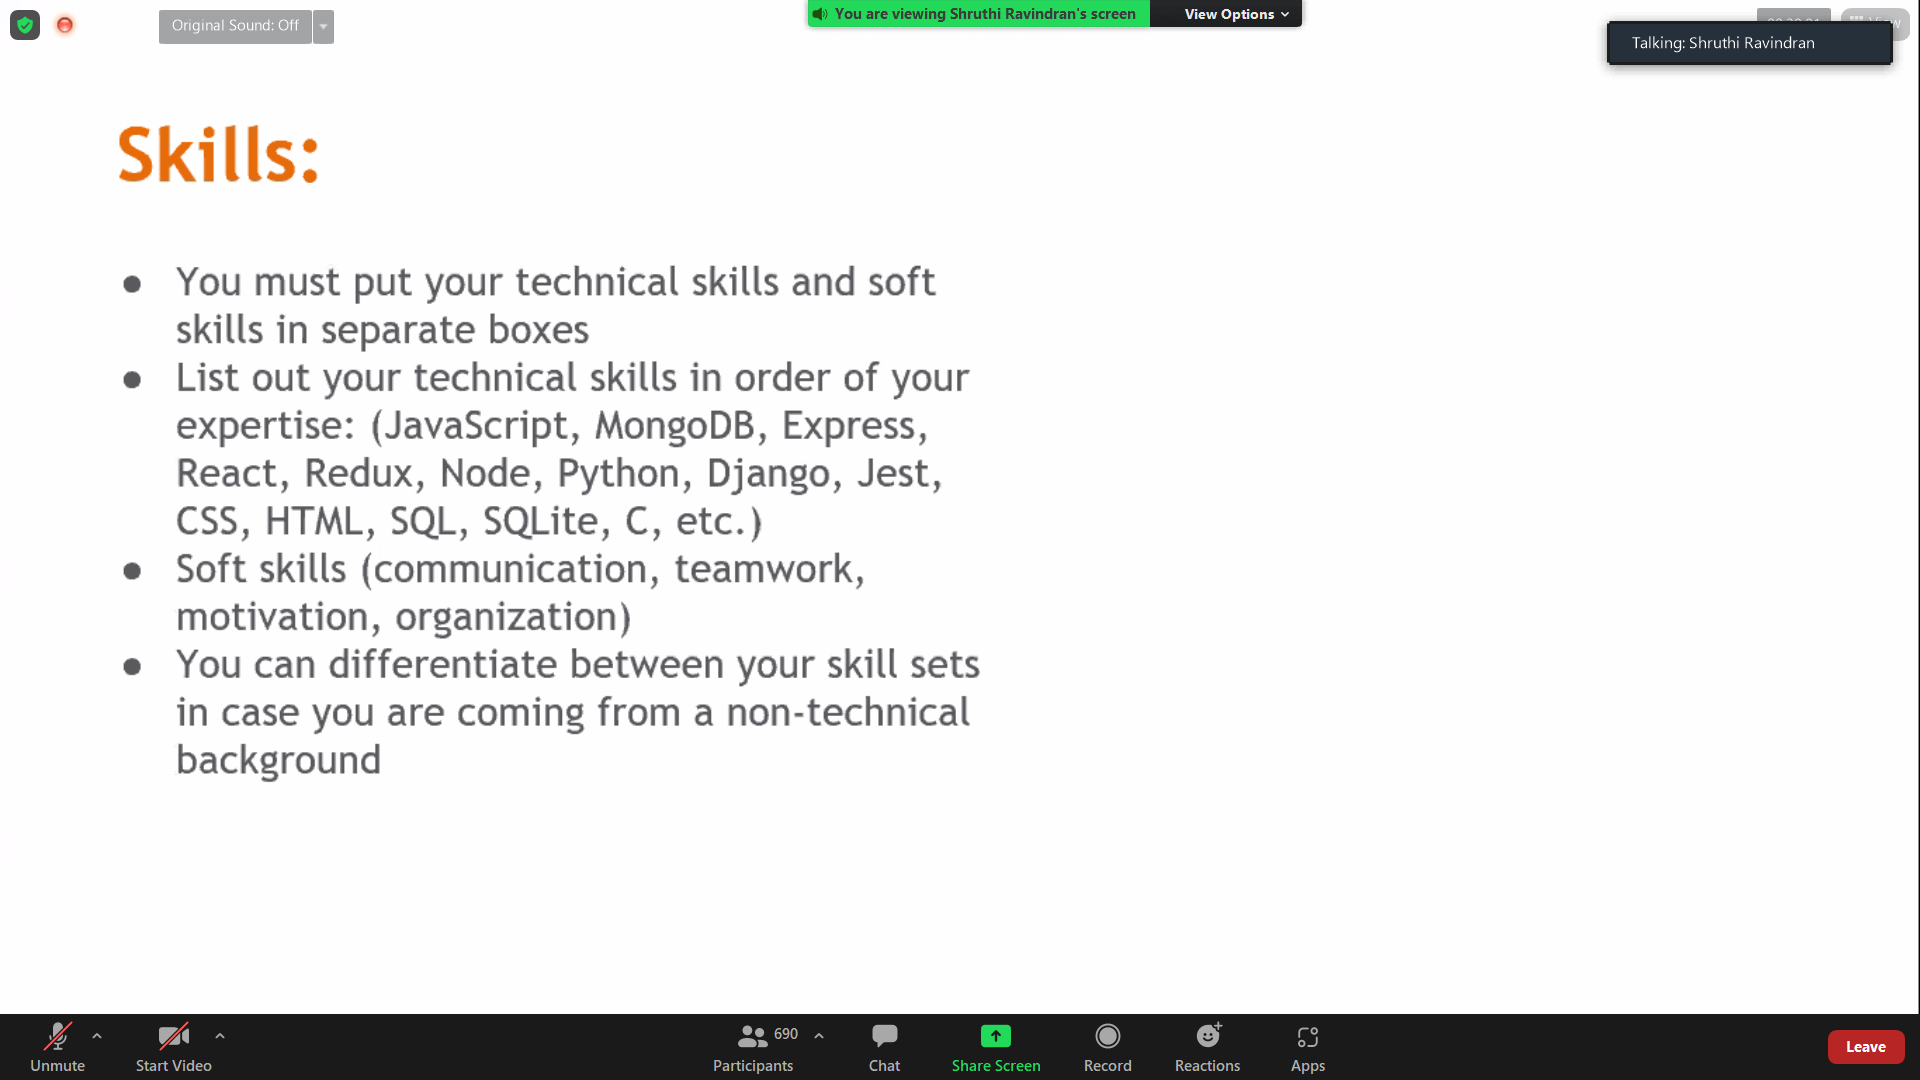 Original Sound: Off
You are viewing Shruthi Ravindran's screen
View Options
View
Talking: Shruthi Ravindran
Skills:
● You must put your technical skills and soft
skills in separate boxes
● List out your technical skills in order of your
expertise: (JavaScript, MongoDB, Express,
React, Redux, Node, Python, Django, Jest,
CSS, HTML, SQL, SQLite, C, etc.)
● Soft skills (communication, teamwork,
motivation, organization)
● You can differentiate between your skill sets
in case you are coming from a non-technical
background
Unmute
Start Video
690
Participants
Chat
Share Screen
Record
Reactions
Apps
Leave